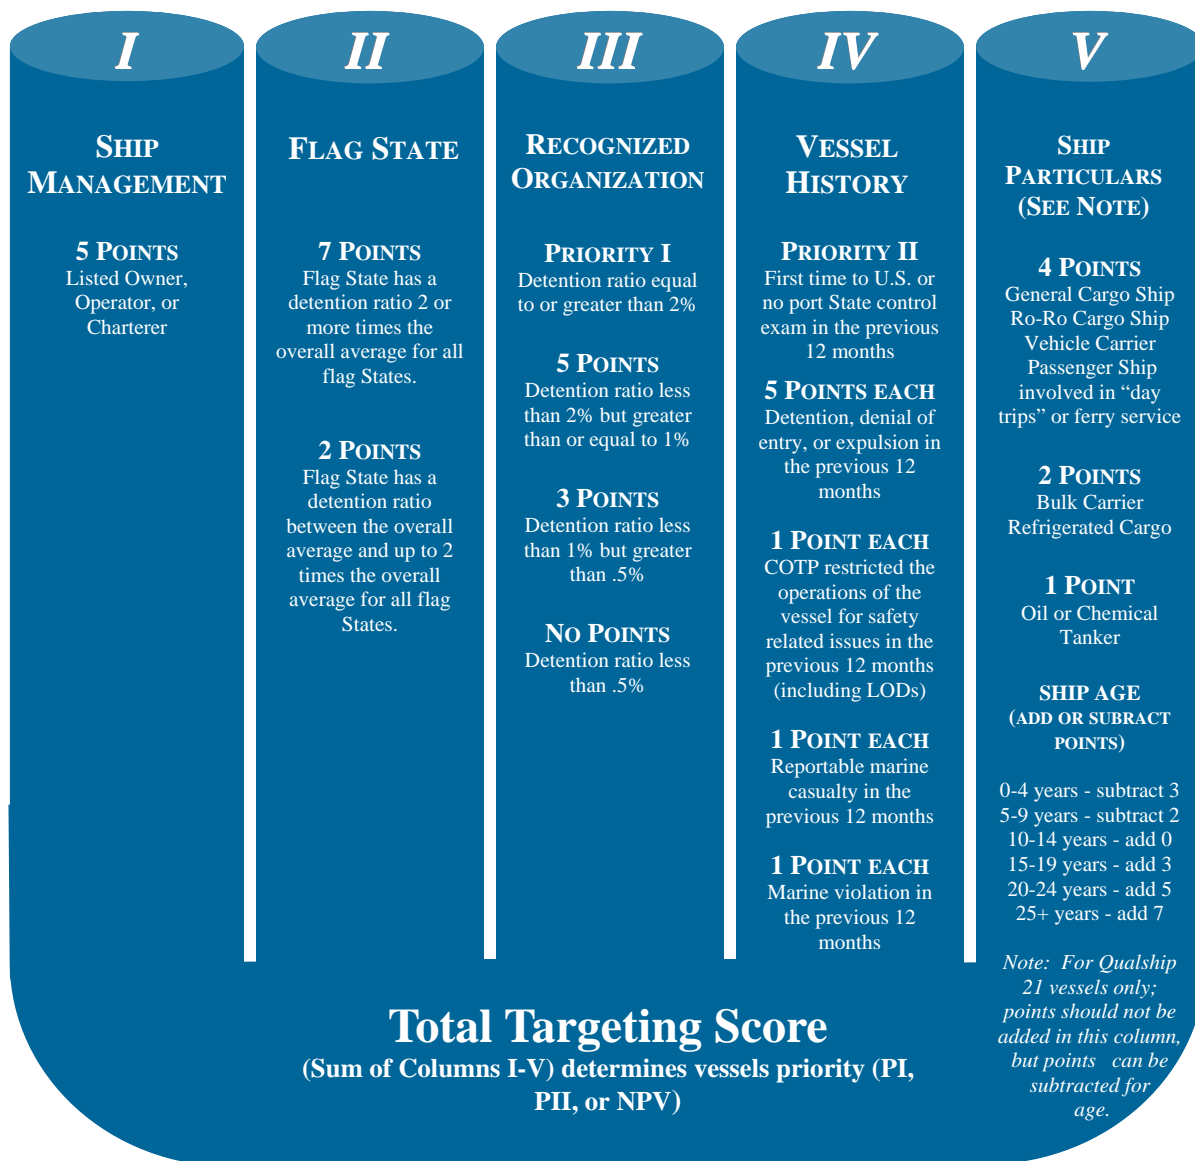 I
SHIP
MANAGEMENT
5 POINTS
Listed Owner,
Operator, or
Charterer
II
FLAG STATE
7 POINTS
Flag State has a
detention ratio 2 or
more times the
overall average for all
flag States.
2 POINTS
Flag State has a
detention ratio
between the overall
average and up to 2
times the overall
average for all flag
States.
III
RECOGNIZED
ORGANIZATION
PRIORITY I
Detention ratio equal
to or greater than 2%
5 POINTS
Detention ratio less
than 2% but greater
than or equal to 1%
3 POINTS
Detention ratio less
than 1% but greater
than .5%
NO POINTS
Detention ratio less
than .5%
IV
VESSEL
HISTORY
PRIORITY II
First time to U.S. or
no port State control
exam in the previous
12 months
5 POINTS EACH
Detention, denial of
entry, or expulsion in
the previous 12
months
1 POINT EACH
COTP restricted the
operations of the
vessel for safety
related issues in the
previous 12 months
(including LODs)
1 POINT EACH
Reportable marine
casualty in the
previous 12 months
1 POINT EACH
Marine violation in
the previous 12
months
V
SHIP
PARTICULARS
(SEE NOTE)
4 POINTS
General Cargo Ship
Ro-Ro Cargo Ship
Vehicle Carrier
Passenger Ship
involved in “day
trips” or ferry service
2 POINTS
Bulk Carrier
Refrigerated Cargo
1 POINT
Oil or Chemical
Tanker
SHIP AGE
(ADD OR SUBRACT
POINTS)
0-4 years - subtract 3
5-9 years - subtract 2
10-14 years - add 0
15-19 years - add 3
20-24 years - add 5
25+ years - add 7
Note: For Qualship
21 vessels only;
points should not be
added in this column,
but points can be
subtracted for
age.
Total Targeting Score
(Sum of Columns I-V) determines vessels priority (PI,
PII, or NPV)